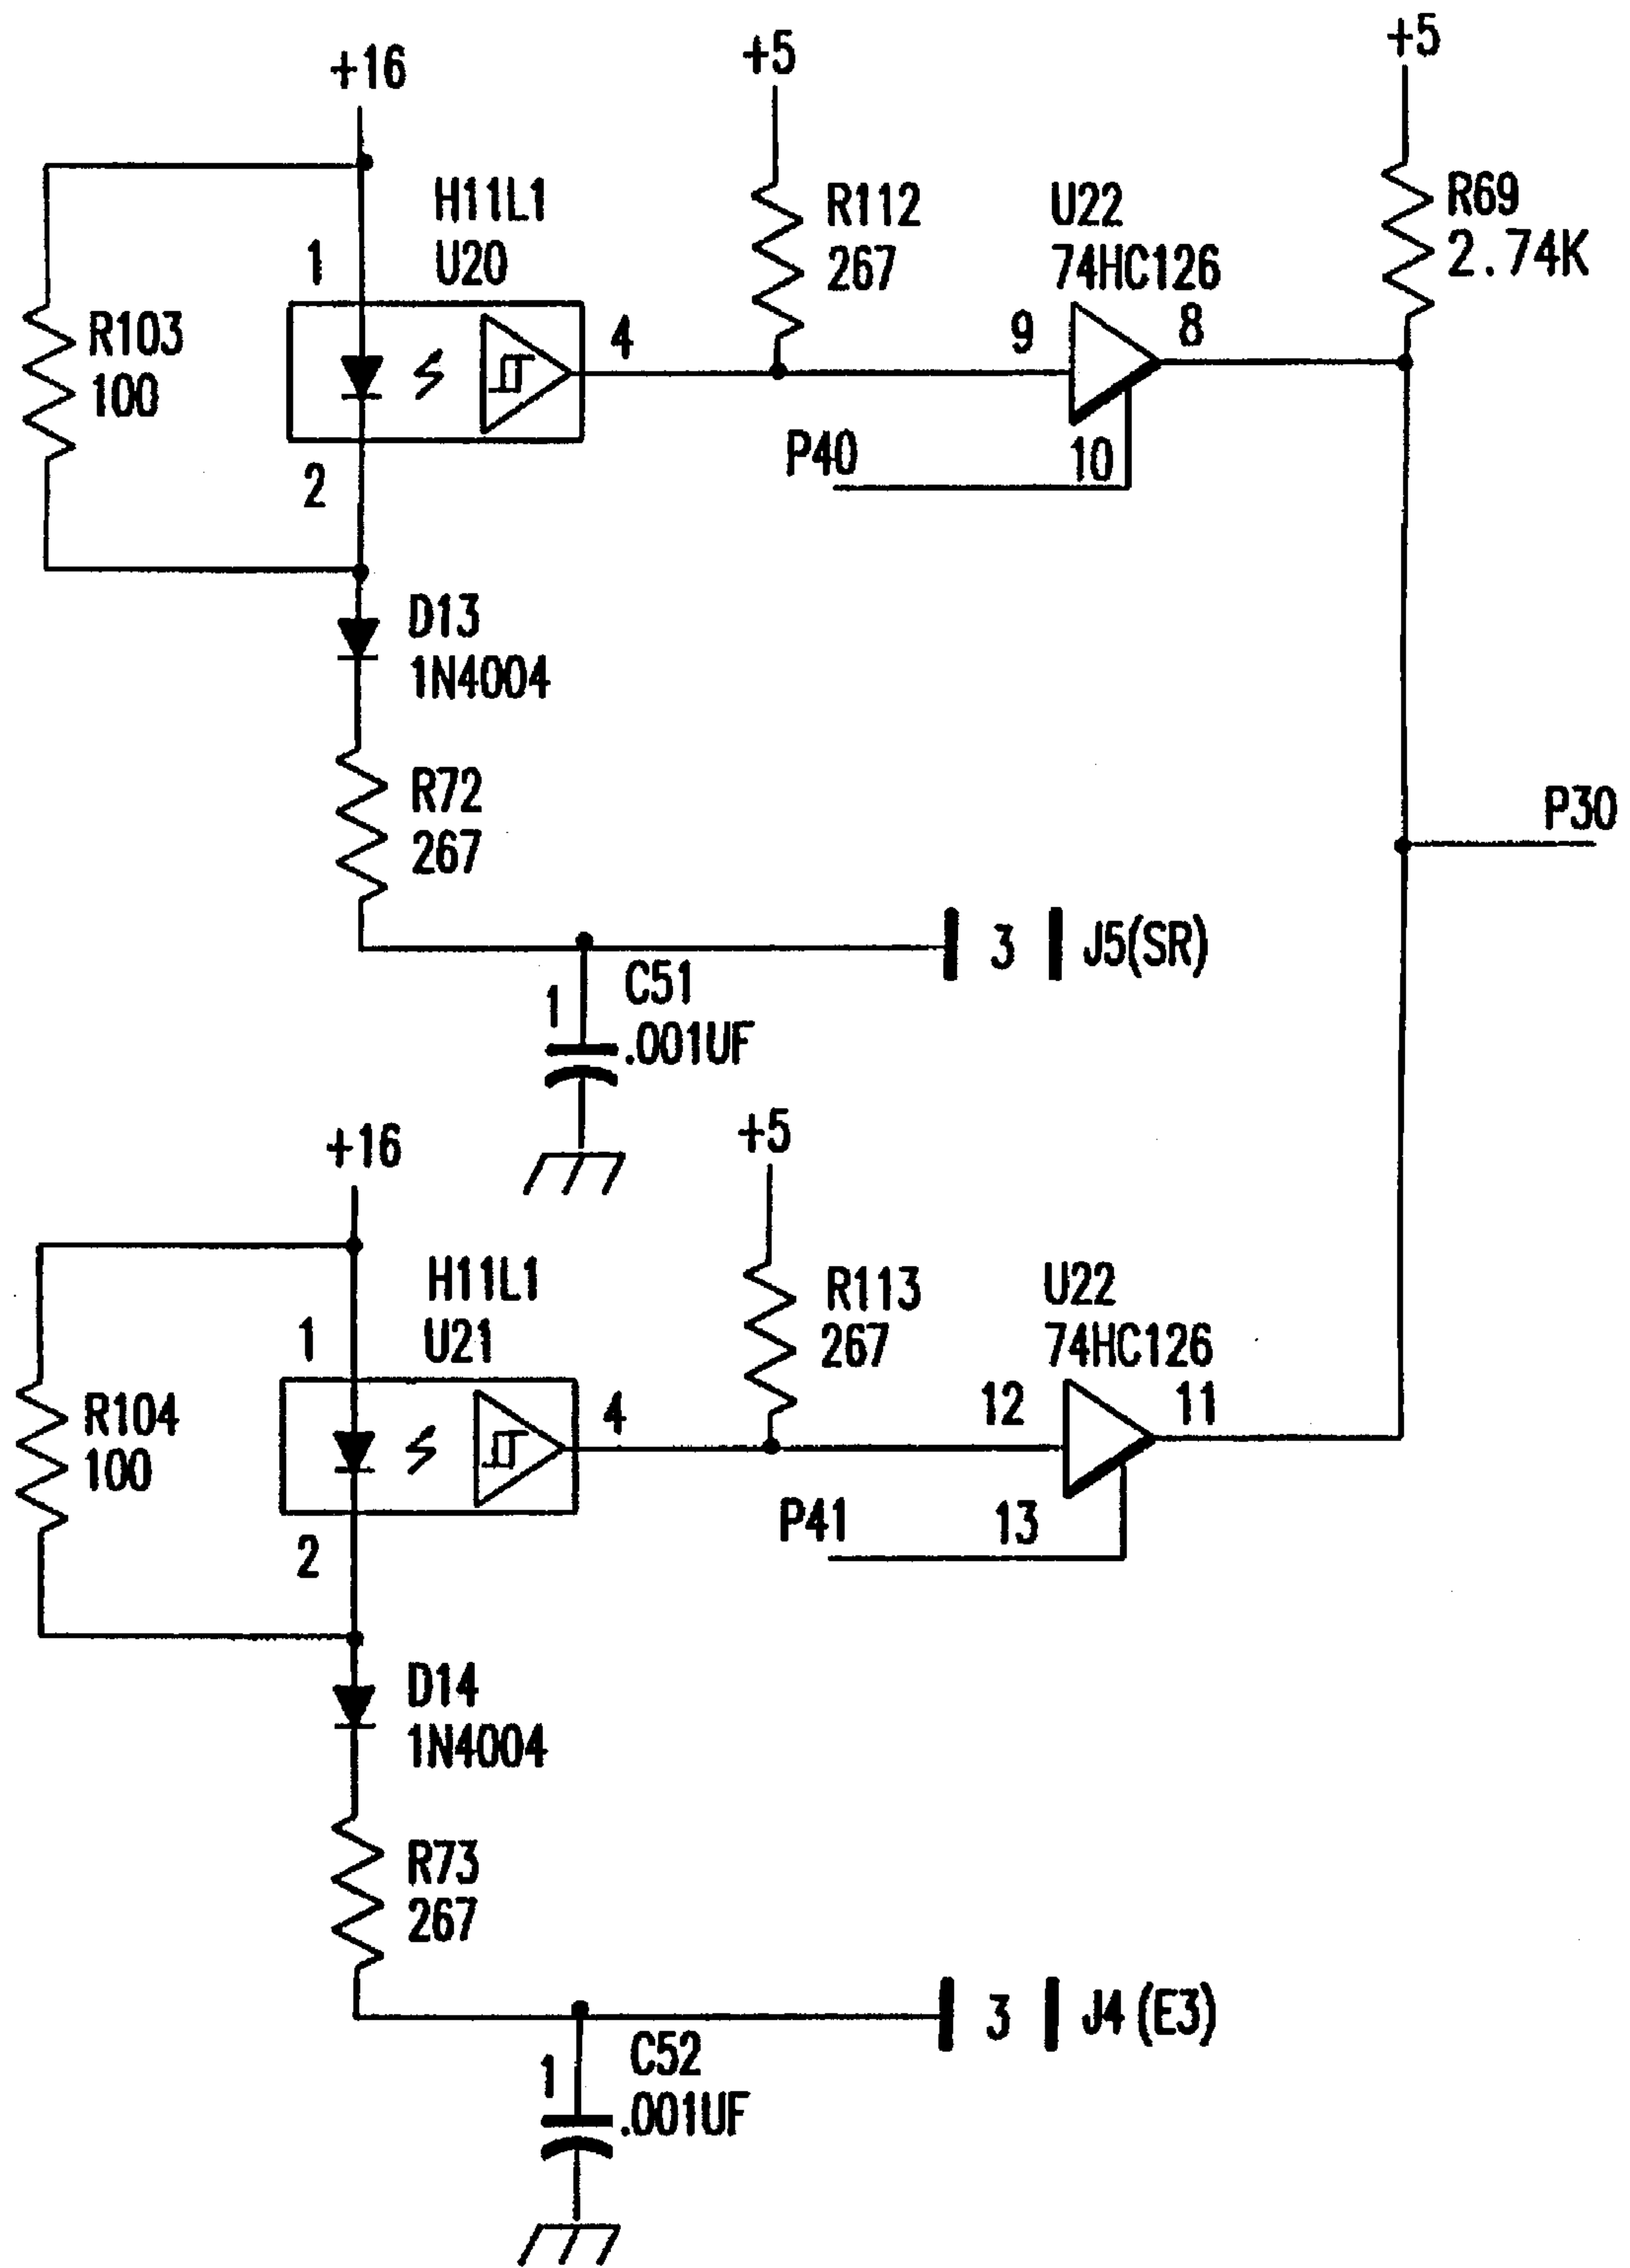 +16
+5
+5
H11L1
U20
R112
267
U22
74HC126
R69
2.74K
1
R103
100
4
9
8
P40
10
2
D13
1N4004
R72
267
P30
3
J5(SR)
C51
1
.001UF
+16
+5
H11L1
U21
R113
267
U22
74HC126
1
R104
100
4
12
11
P41
13
2
D14
1N4004
R73
267
3
J4(E3)
C52
1
.001UF